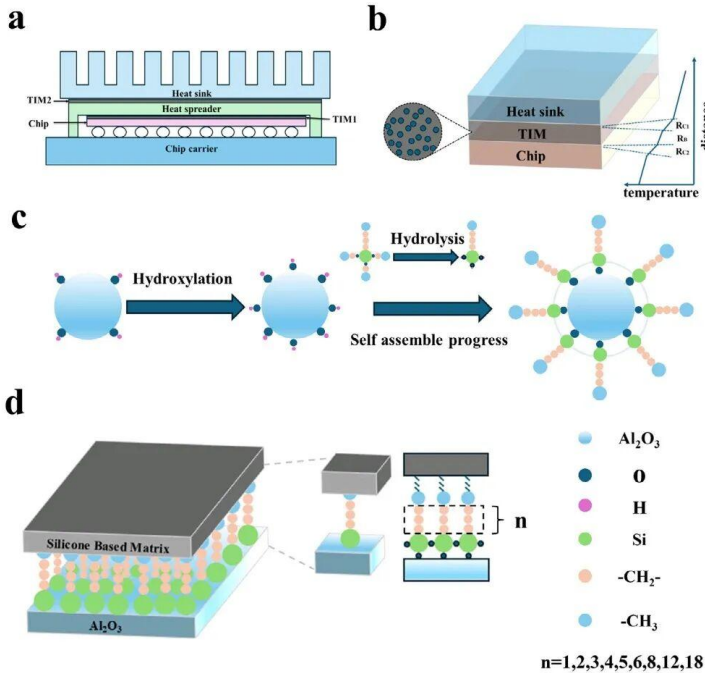 a
Heat sink
TIM2
Heat spreader
TIM1
Chip
Chip carrier
b
Heat sink
TIM
Chip
RC1
RB
RC2
distance
temperature
c
Hydroxylation
Hydrolysis
Self assemble progress
d
Silicone Based Matrix
Al2O3
n
Al2O3
O
H
Si
-CH2-
-CH3
n=1,2,3,4,5,6,8,12,18